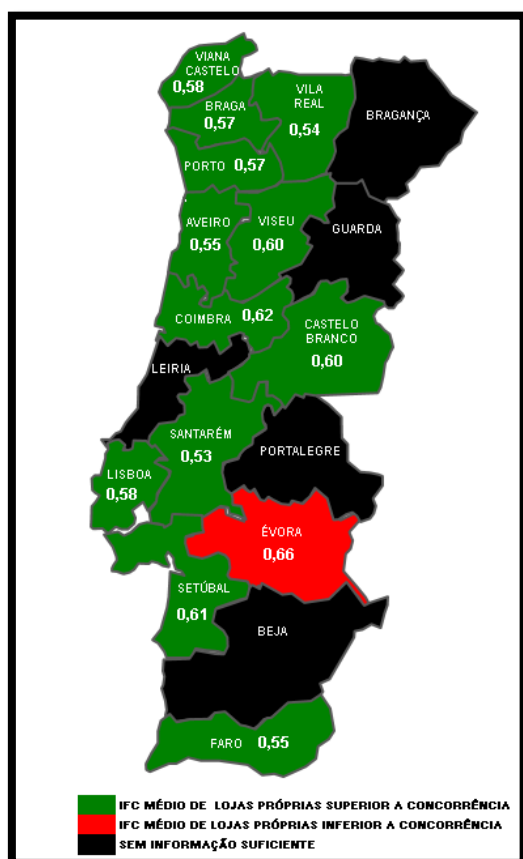 VIANA
CASTELO
0,58
BRAGA
0,57
VILA
REAL
0,54
BRAGANÇA
PORTO 0,57
AVEIRO
0,55
VISEU
0,60
GUARDA
COIMBRA 0,62
CASTELO
BRANCO
0,60
LEIRIA
SANTARÉM
0,53
PORTALEGRE
LISBOA
0,58
ÉVORA
0,66
SETÚBAL
0,61
BEJA
FARO 0,55
IFC MÉDIO DE LOJAS PRÓPRIAS SUPERIOR A CONCORRÊNCIA
IFC MÉDIO DE LOJAS PRÓPRIAS INFERIOR A CONCORRÊNCIA
SEM INFORMAÇÃO SUFICIENTE